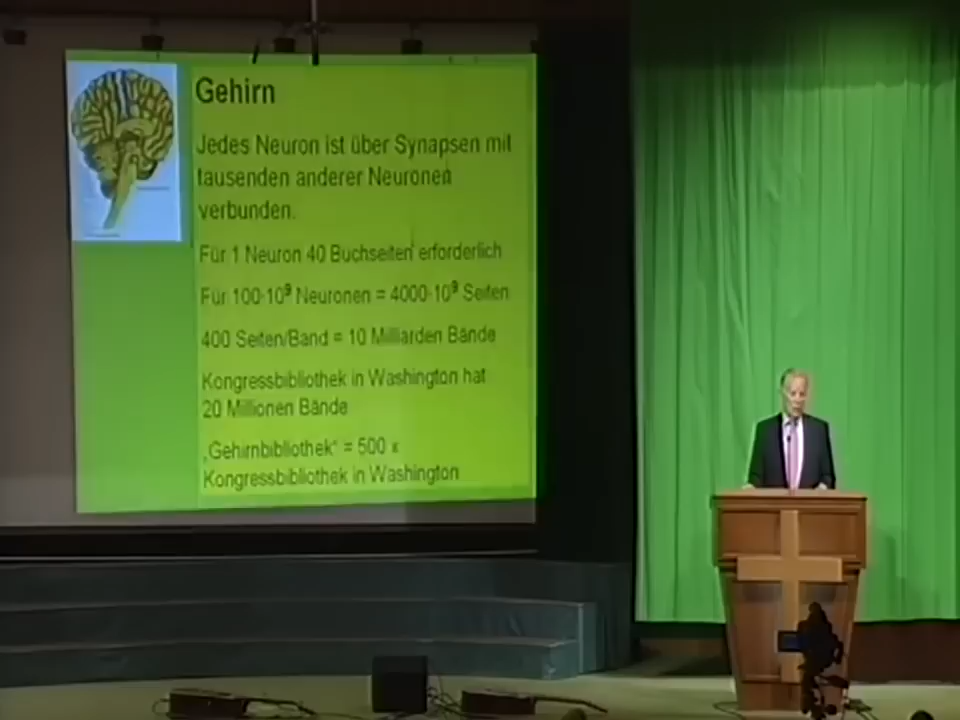 Gehirn
Jedes Neuron ist über Synapsen mit
tausenden anderer Neuronen
verbunden.
Für 1 Neuron 40 Buchseiten erforderlich
Für 100·10⁹ Neuronen = 4000·10⁹ Seiten
400 Seiten/Band = 10 Milliarden Bände
Kongressbibliothek in Washington hat
20 Millionen Bände
„Gehirnbibliothek“ = 500 x
Kongressbibliothek in Washington